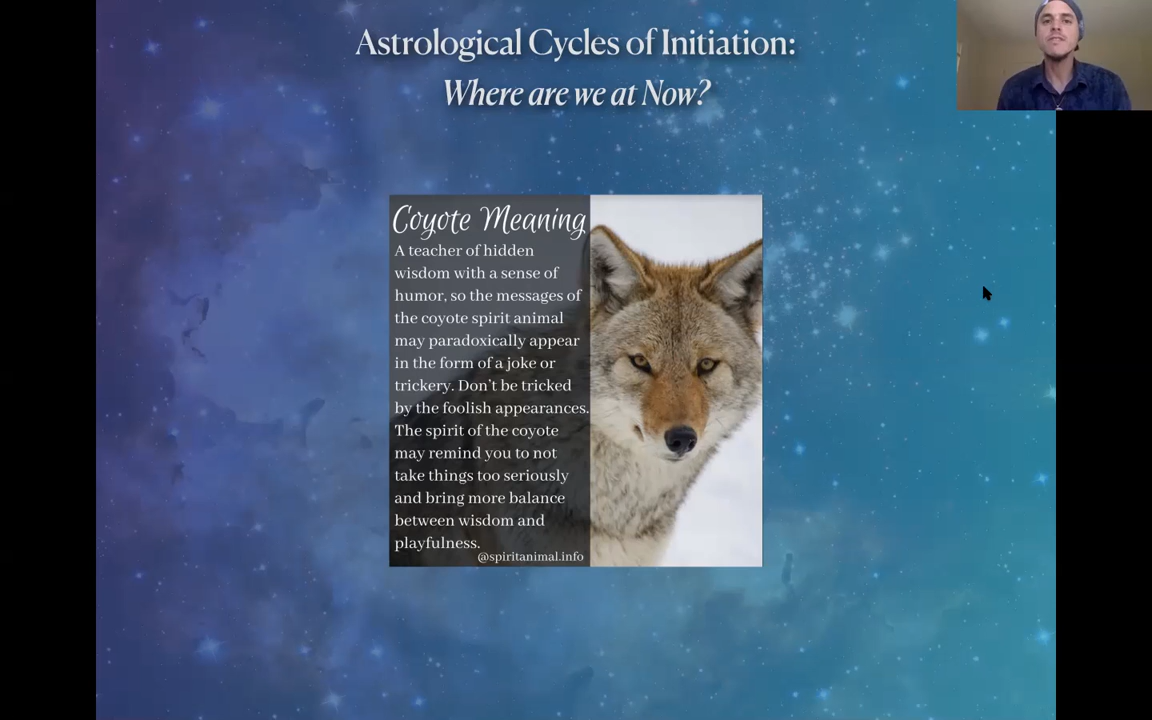 Astrological Cycles of Initiation:
Where are we at Now?
Coyote Meaning
A teacher of hidden
wisdom with a sense of
humor, so the messages of
the coyote spirit animal
may paradoxically appear
in the form of a joke or
trickery. Don't be tricked
by the foolish appearances.
The spirit of the coyote
may remind you to not
take things too seriously
and bring more balance
between wisdom and
playfulness.
@spiritanimal.info